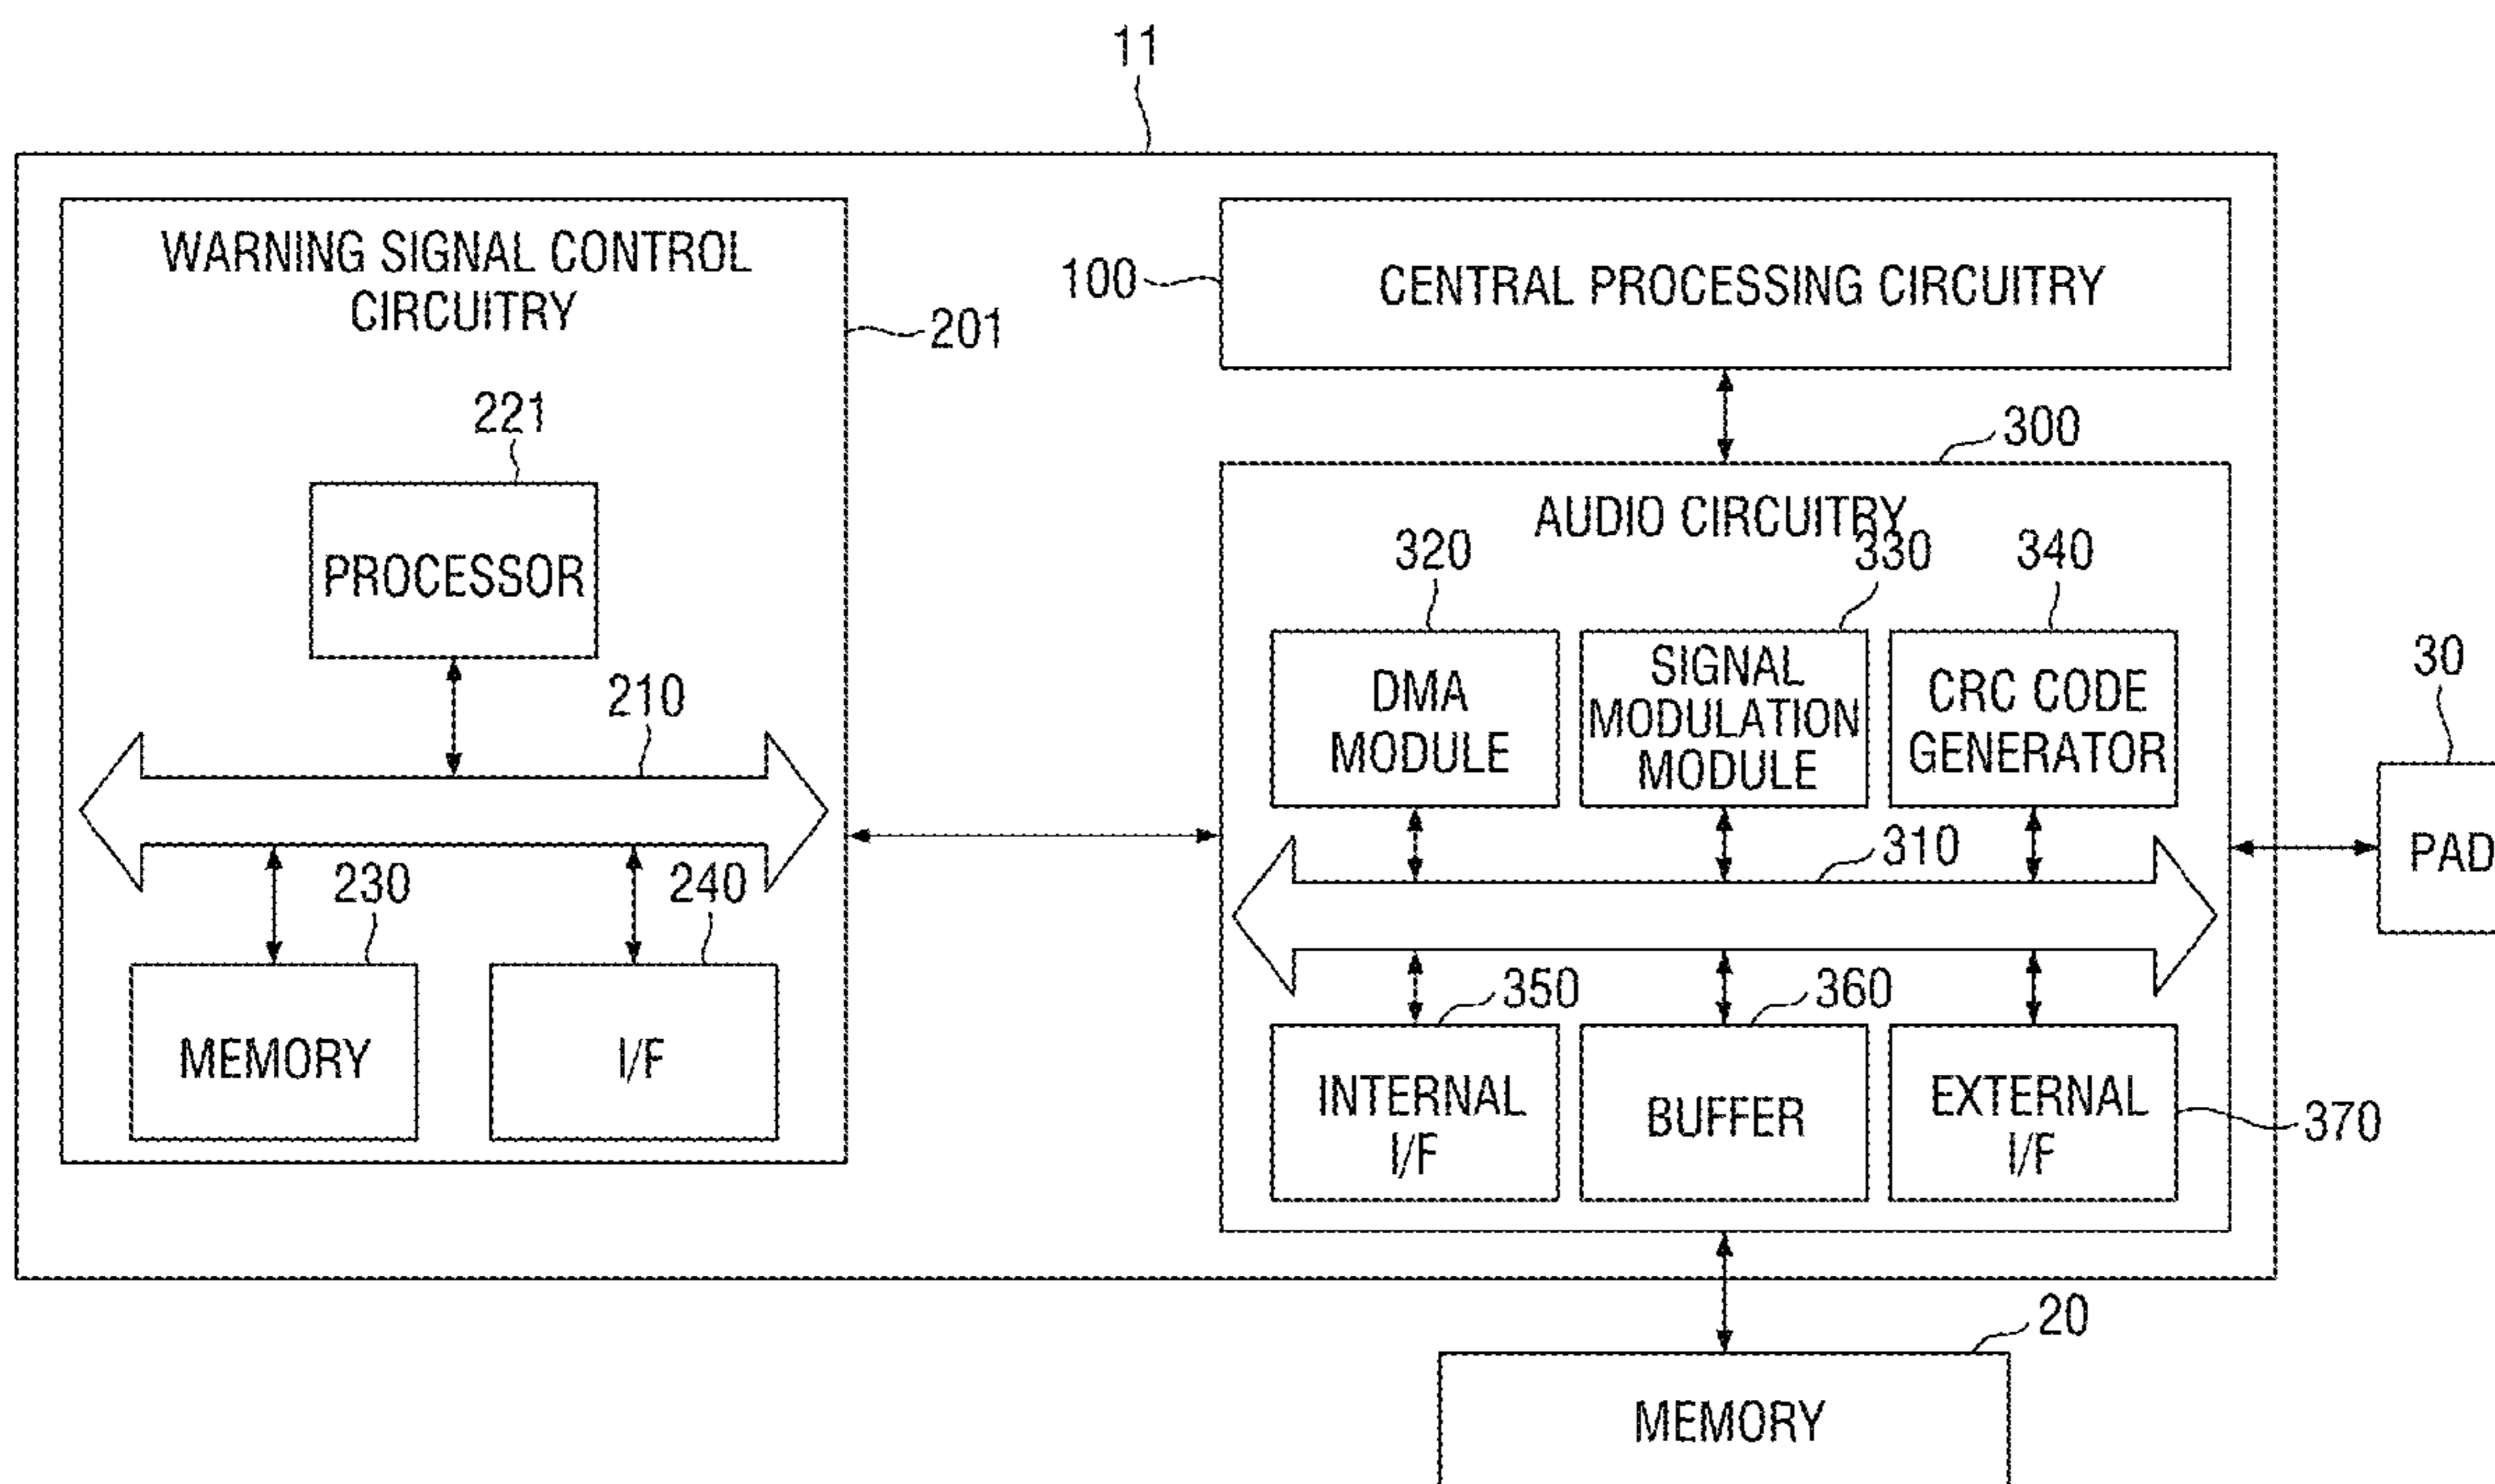 11
WARNING SIGNAL CONTROL
CIRCUITRY
201
100
CENTRAL PROCESSING CIRCUITRY
221
PROCESSOR
210
230
240
MEMORY
I/F
300
AUDIO CIRCUITRY
320
330
340
DMA
MODULE
SIGNAL
MODULATION
MODULE
CRC CODE
GENERATOR
310
350
360
INTERNAL
I/F
BUFFER
EXTERNAL
I/F
370
30
PAD
20
MEMORY